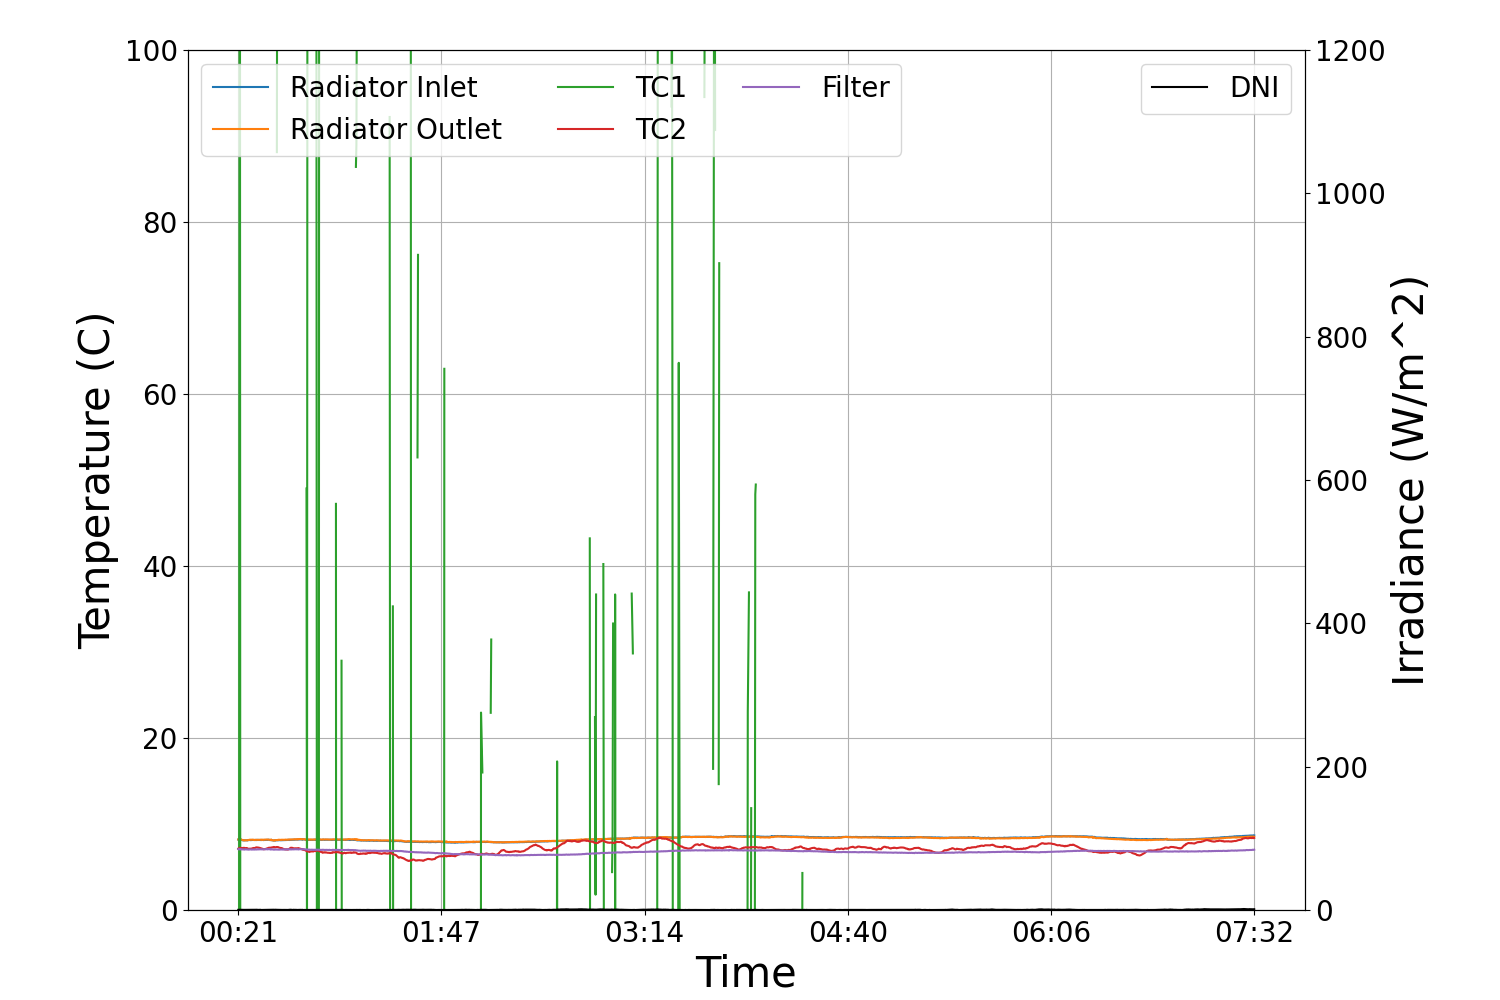 Radiator Inlet
Radiator Outlet
TC1
TC2
Filter
DNI
Temperature (C)
100
80
60
40
20
0
1200
1000
800
600
400
200
0
Irradiance (W/m^2)
00:21
01:47
03:14
04:40
06:06
07:32
Time